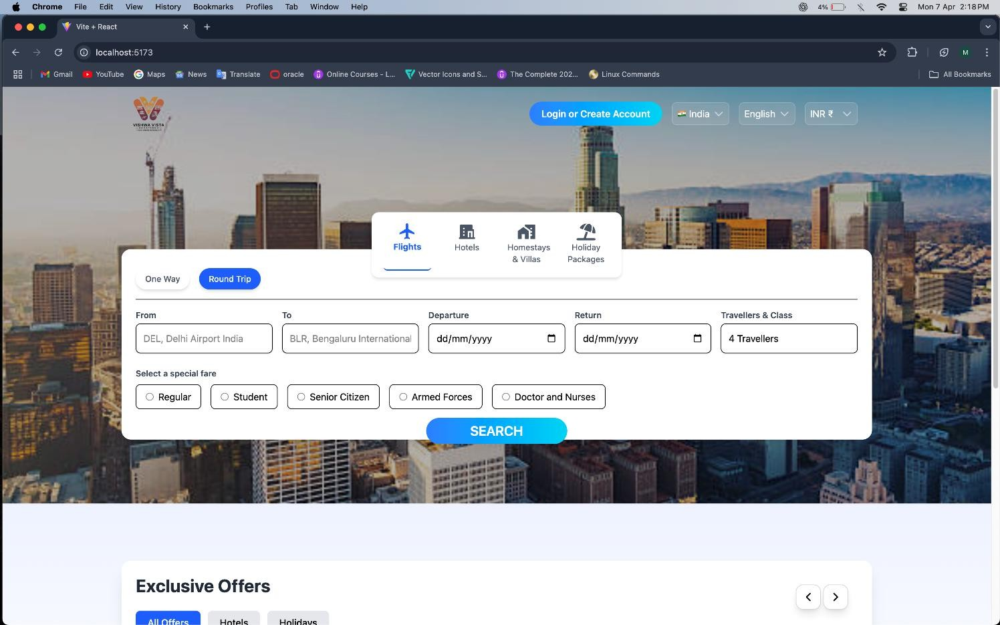 Chrome File Edit View History Bookmarks Profiles Tab Window Help 4% Mon 7 Apr 2:18 PM
Vite + React
localhost:5173 M
Gmail YouTube Maps News Translate oracle Online Courses - L... Vector Icons and S... The Complete 202... Linux Commands All Bookmarks
VISHWA VISTA
Login or Create Account India English INR ₹
Flights Hotels Homestays & Villas Holiday Packages
One Way Round Trip
From To Departure Return Travellers & Class
DEL, Delhi Airport India BLR, Bengaluru International dd/mm/yyyy dd/mm/yyyy 4 Travellers
Select a special fare
Regular Student Senior Citizen Armed Forces Doctor and Nurses
SEARCH
Exclusive Offers
All Offers Hotels Holidays